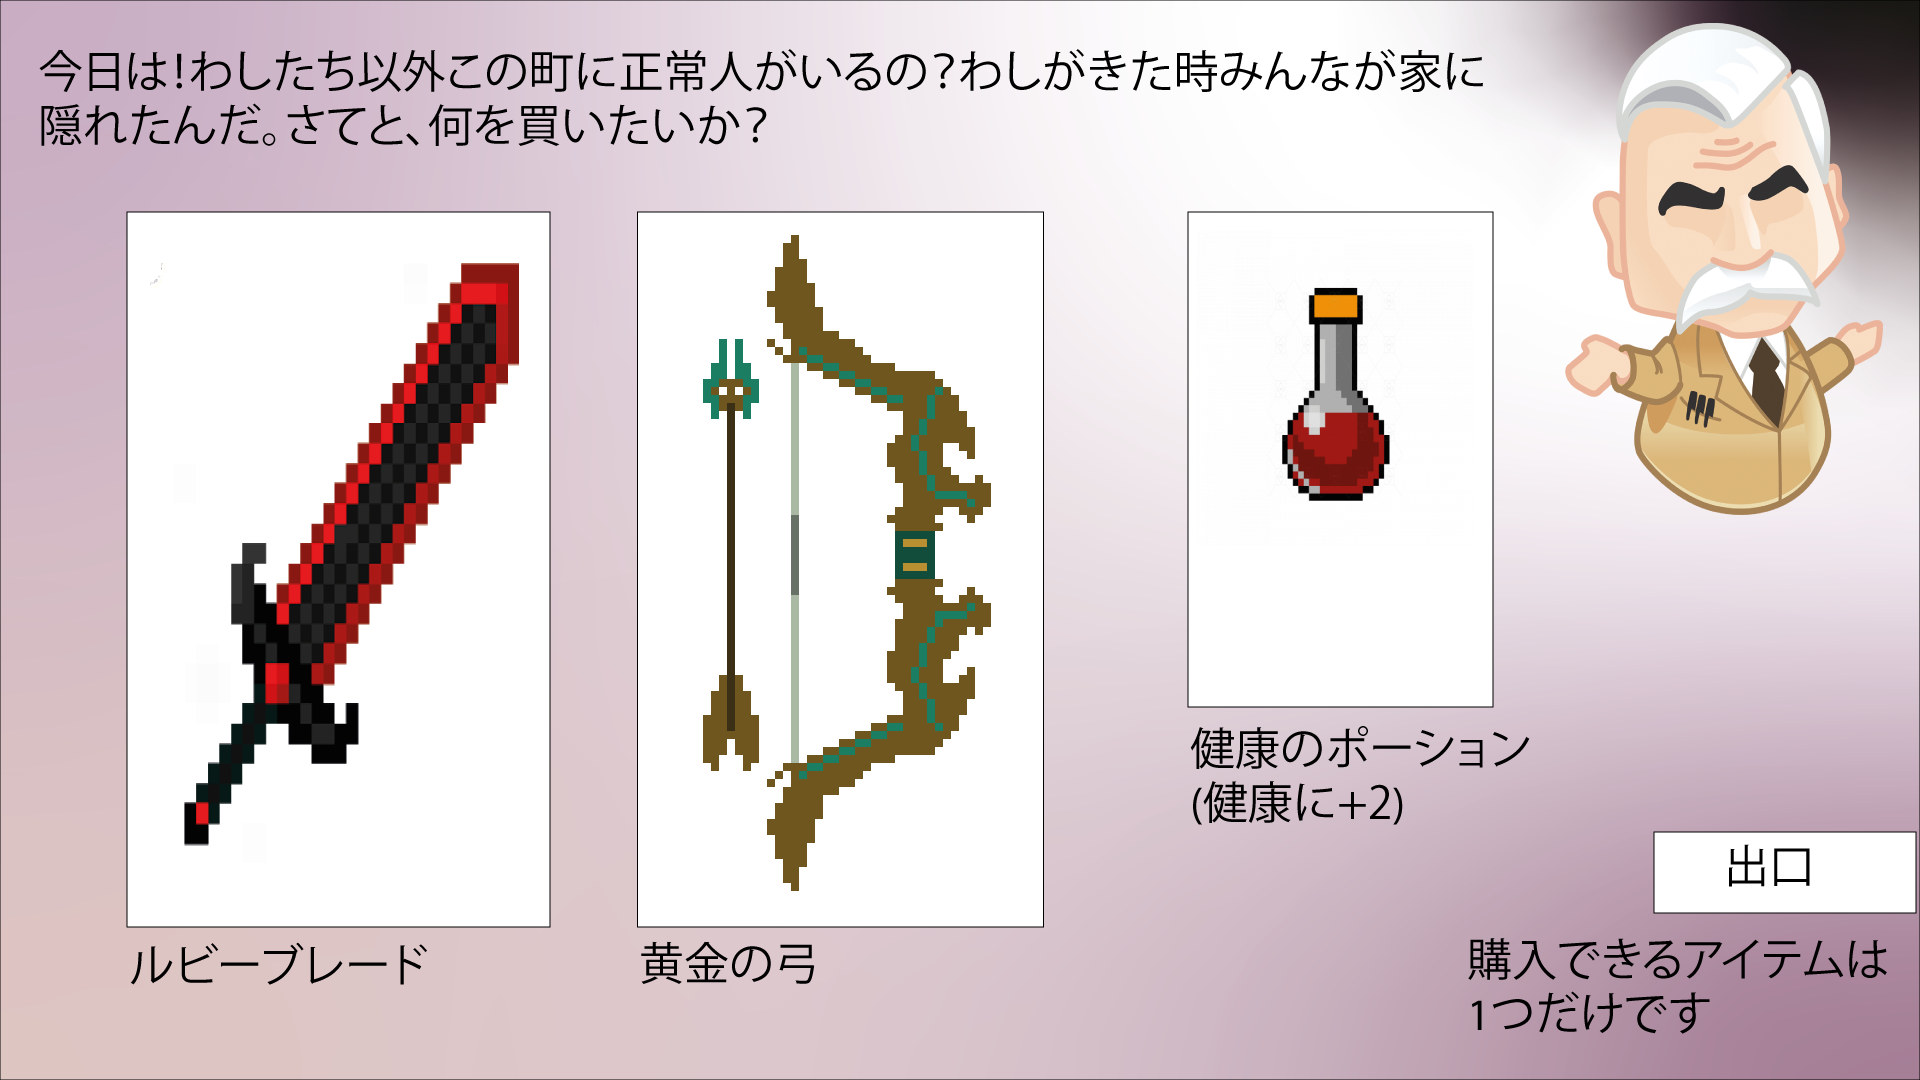 今日は!わしたち以外この町に正常人がいるの?わしがきた時みんなが家に
隠れたんだ。さてと、何を買いたいか?
ルビーブレード
黄金の弓
健康のポーション
(健康に+2)
出口
購入できるアイテムは
1つだけです